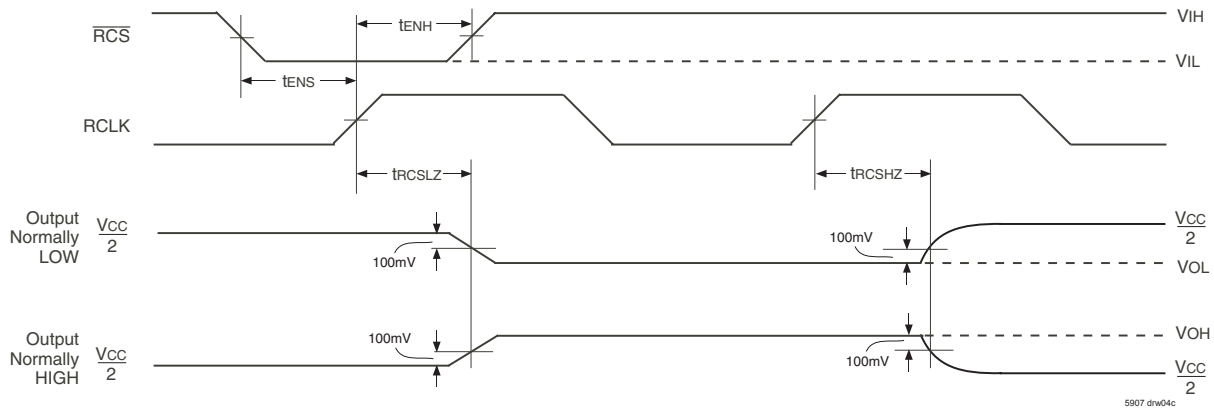 RCS
tENH
VIH
VIL
tENS
RCLK
tRCSLZ
tRCSHZ
Output
Normally
LOW
VCC
2
100mV
100mV
VCC
2
VOL
Output
Normally
HIGH
VCC
2
100mV
100mV
VOH
VCC
2
5907 drw04c